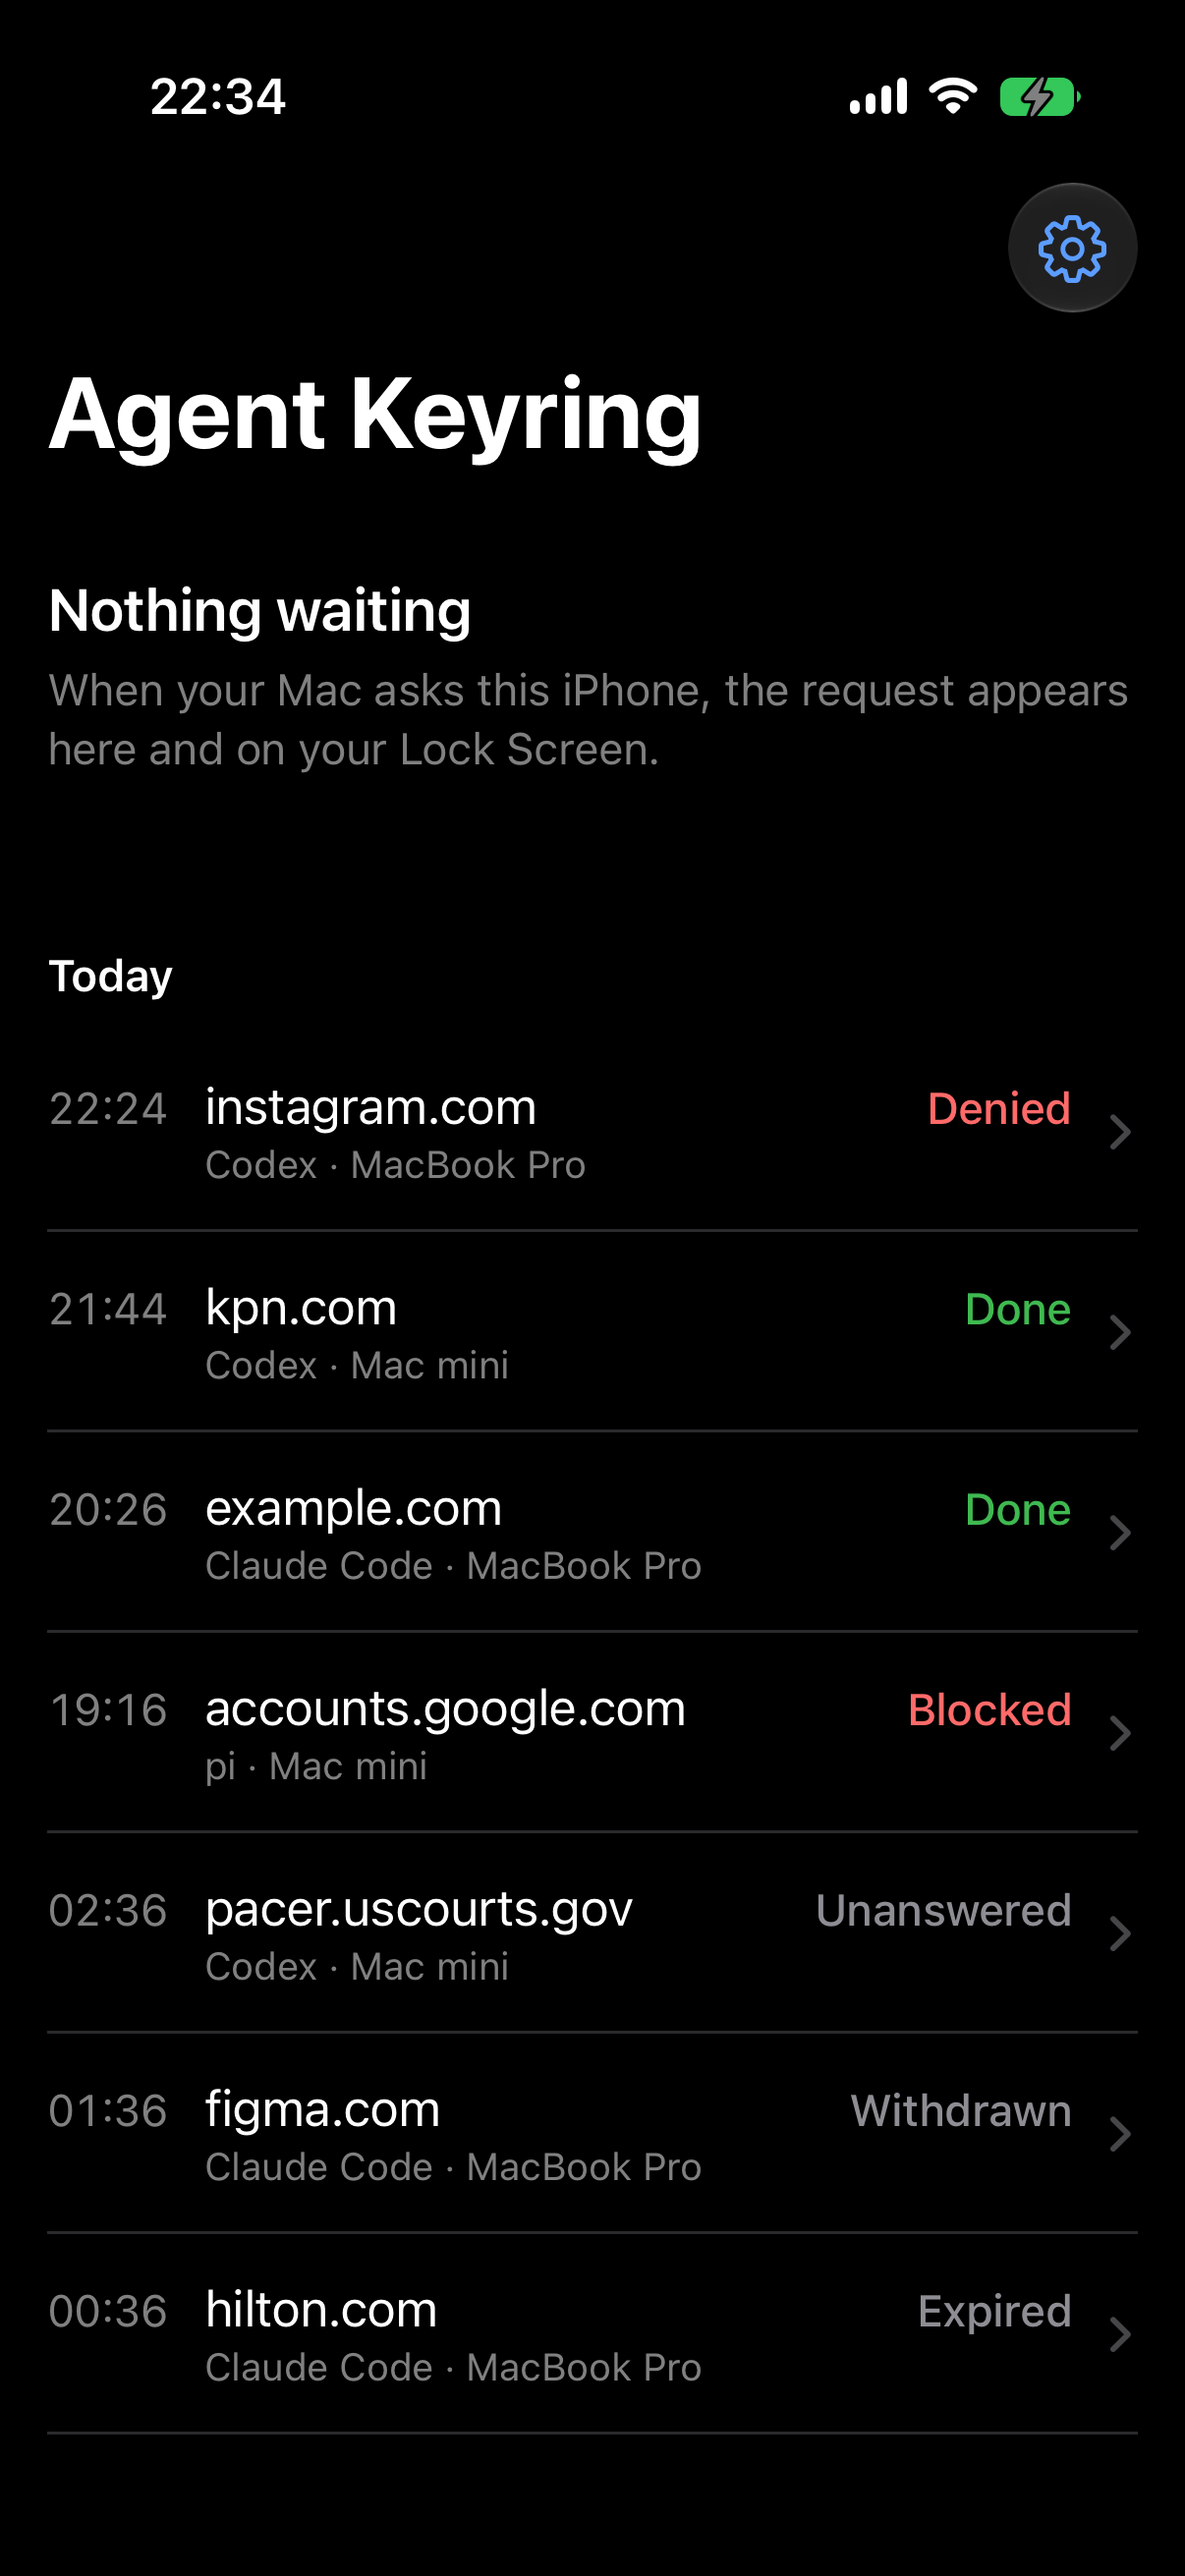 22:34
Agent Keyring
Nothing waiting
When your Mac asks this iPhone, the request appears
here and on your Lock Screen.
Today
22:24 instagram.com Denied
Codex · MacBook Pro
21:44 kpn.com Done
Codex · Mac mini
20:26 example.com Done
Claude Code · MacBook Pro
19:16 accounts.google.com Blocked
pi · Mac mini
02:36 pacer.uscourts.gov Unanswered
Codex · Mac mini
01:36 figma.com Withdrawn
Claude Code · MacBook Pro
00:36 hilton.com Expired
Claude Code · MacBook Pro